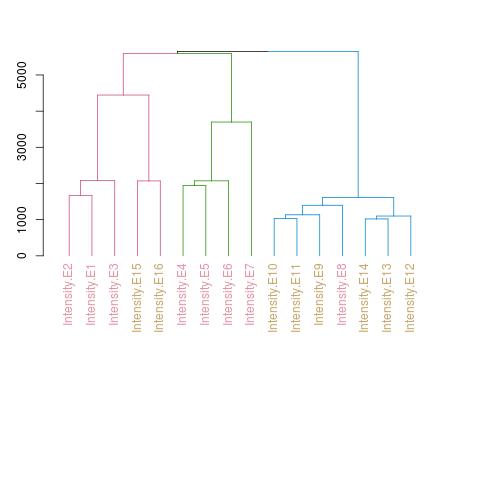 5000
3000
1000
0
Intensity.E2
Intensity.E1
Intensity.E3
Intensity.E15
Intensity.E16
Intensity.E4
Intensity.E5
Intensity.E6
Intensity.E7
Intensity.E10
Intensity.E11
Intensity.E9
Intensity.E8
Intensity.E14
Intensity.E13
Intensity.E12